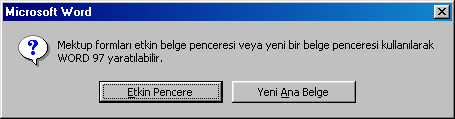 Microsoft Word
Mektup formları etkin belge penceresi veya yeni bir belge penceresi kullanılarak
WORD 97 yaratılabilir.
Etkin Pencere
Yeni Ana Belge